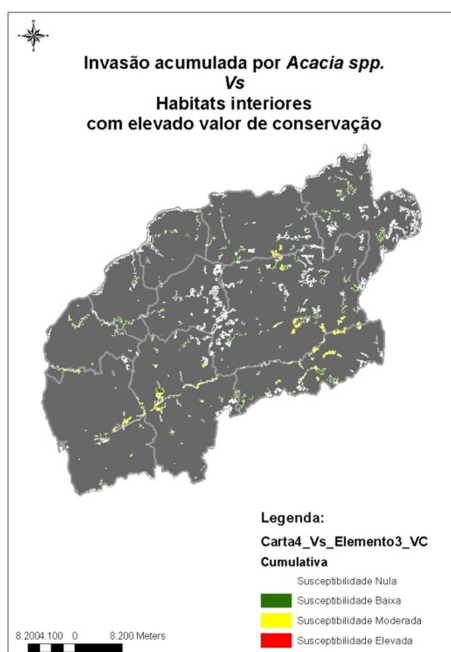 Invasão acumulada por Acacia spp.
Vs
Habitats interiores
com elevado valor de conservação
Legenda:
Carta4_Vs_Elemento3_VC
Cumulativa
Susceptibilidade Nula
Susceptibilidade Baixa
Susceptibilidade Moderada
Susceptibilidade Elevada
8.2004.100 0 8.200 Meters